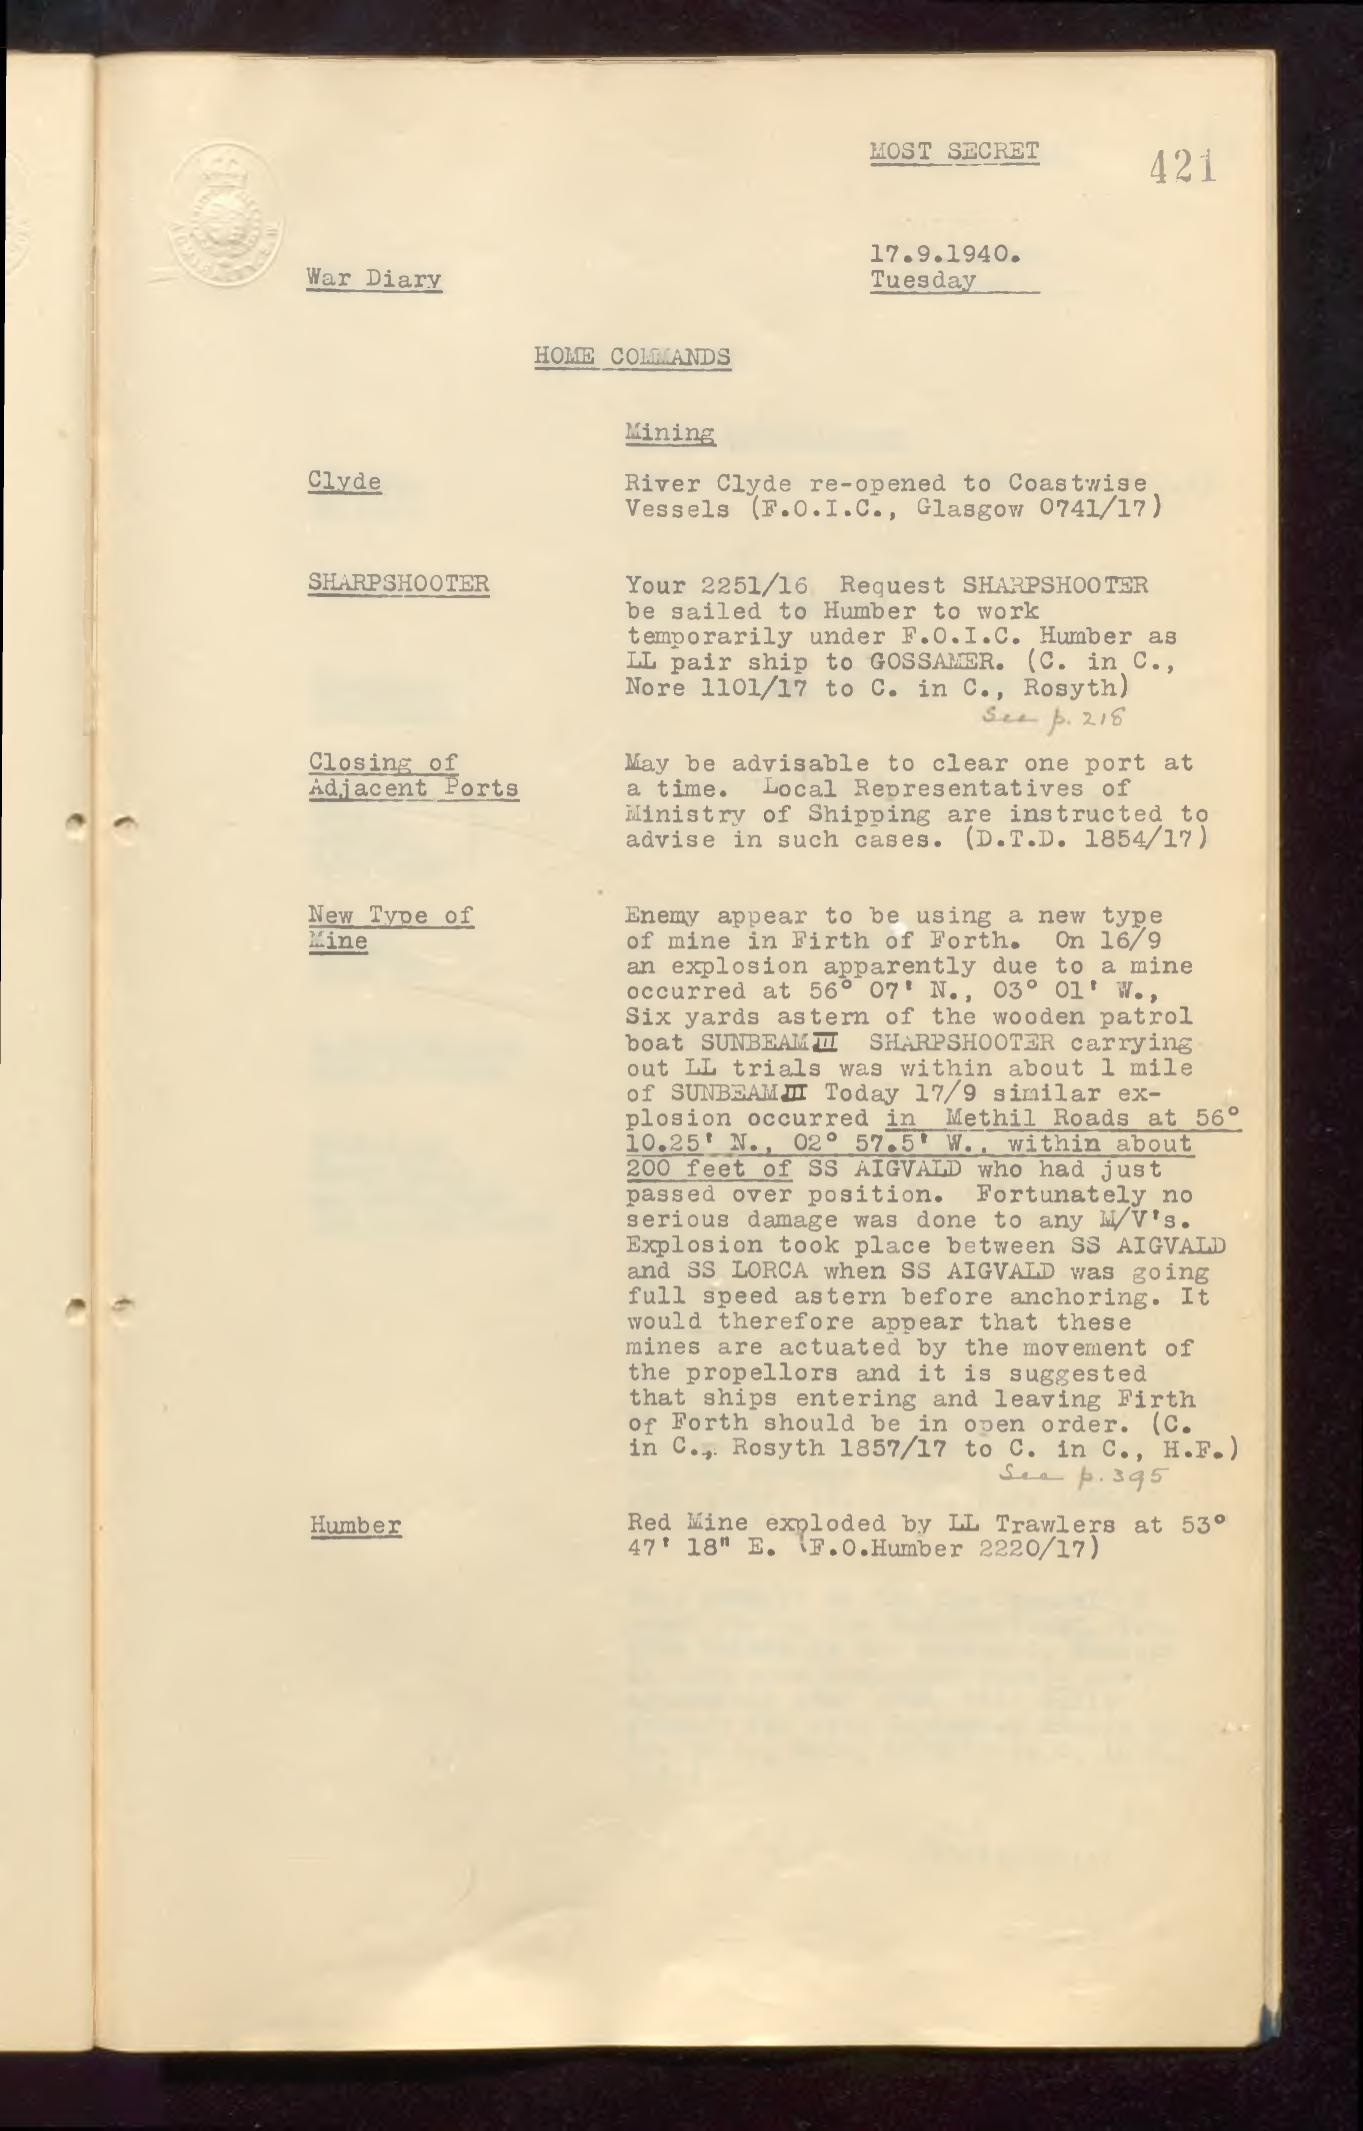 MOST SECRET
421
17.9.1940.
War Diary
Tuesday
HOME COMMANDS
Mining
Clyde
River Clyde re-opened to Coastwise
Vessels (F.O.I.C., Glasgow 0741/17)
SHARPSHOOTER
Your 2251/16 Request SHARPSHOOTER
be sailed to Humber to work
temporarily under F.O.I.C. Humber as
LL pair ship to GOSSAMER. (C. in C.,
Nore 1101/17 to C. in C., Rosyth)
See p. 218
Closing of
Adjacent Ports
May be advisable to clear one port at
a time. Local Representatives of
Ministry of Shipping are instructed to
advise in such cases. (D.T.D. 1854/17)
New Type of
Mine
Enemy appear to be using a new type
of mine in Firth of Forth. On 16/9
an explosion apparently due to a mine
occurred at 56° 07' N., 03° 01' W.,
Six yards astern of the wooden patrol
boat SUNBEAM III SHARPSHOOTER carrying
out LL trials was within about 1 mile
of SUNBEAM III Today 17/9 similar ex-
plosion occurred in Methil Roads at 56°
10.25' N., 02° 57.5' W., within about
200 feet of SS AIGVALD who had just
passed over position. Fortunately no
serious damage was done to any M/V's.
Explosion took place between SS AIGVALD
and SS LORCA when SS AIGVALD was going
full speed astern before anchoring. It
would therefore appear that these
mines are actuated by the movement of
the propellors and it is suggested
that ships entering and leaving Firth
of Forth should be in open order. (C.
in C., Rosyth 1857/17 to C. in C., H.F.)
See p. 395
Humber
Red Mine exploded by LL Trawlers at 53°
47' 18" E. (F.O.Humber 2220/17)